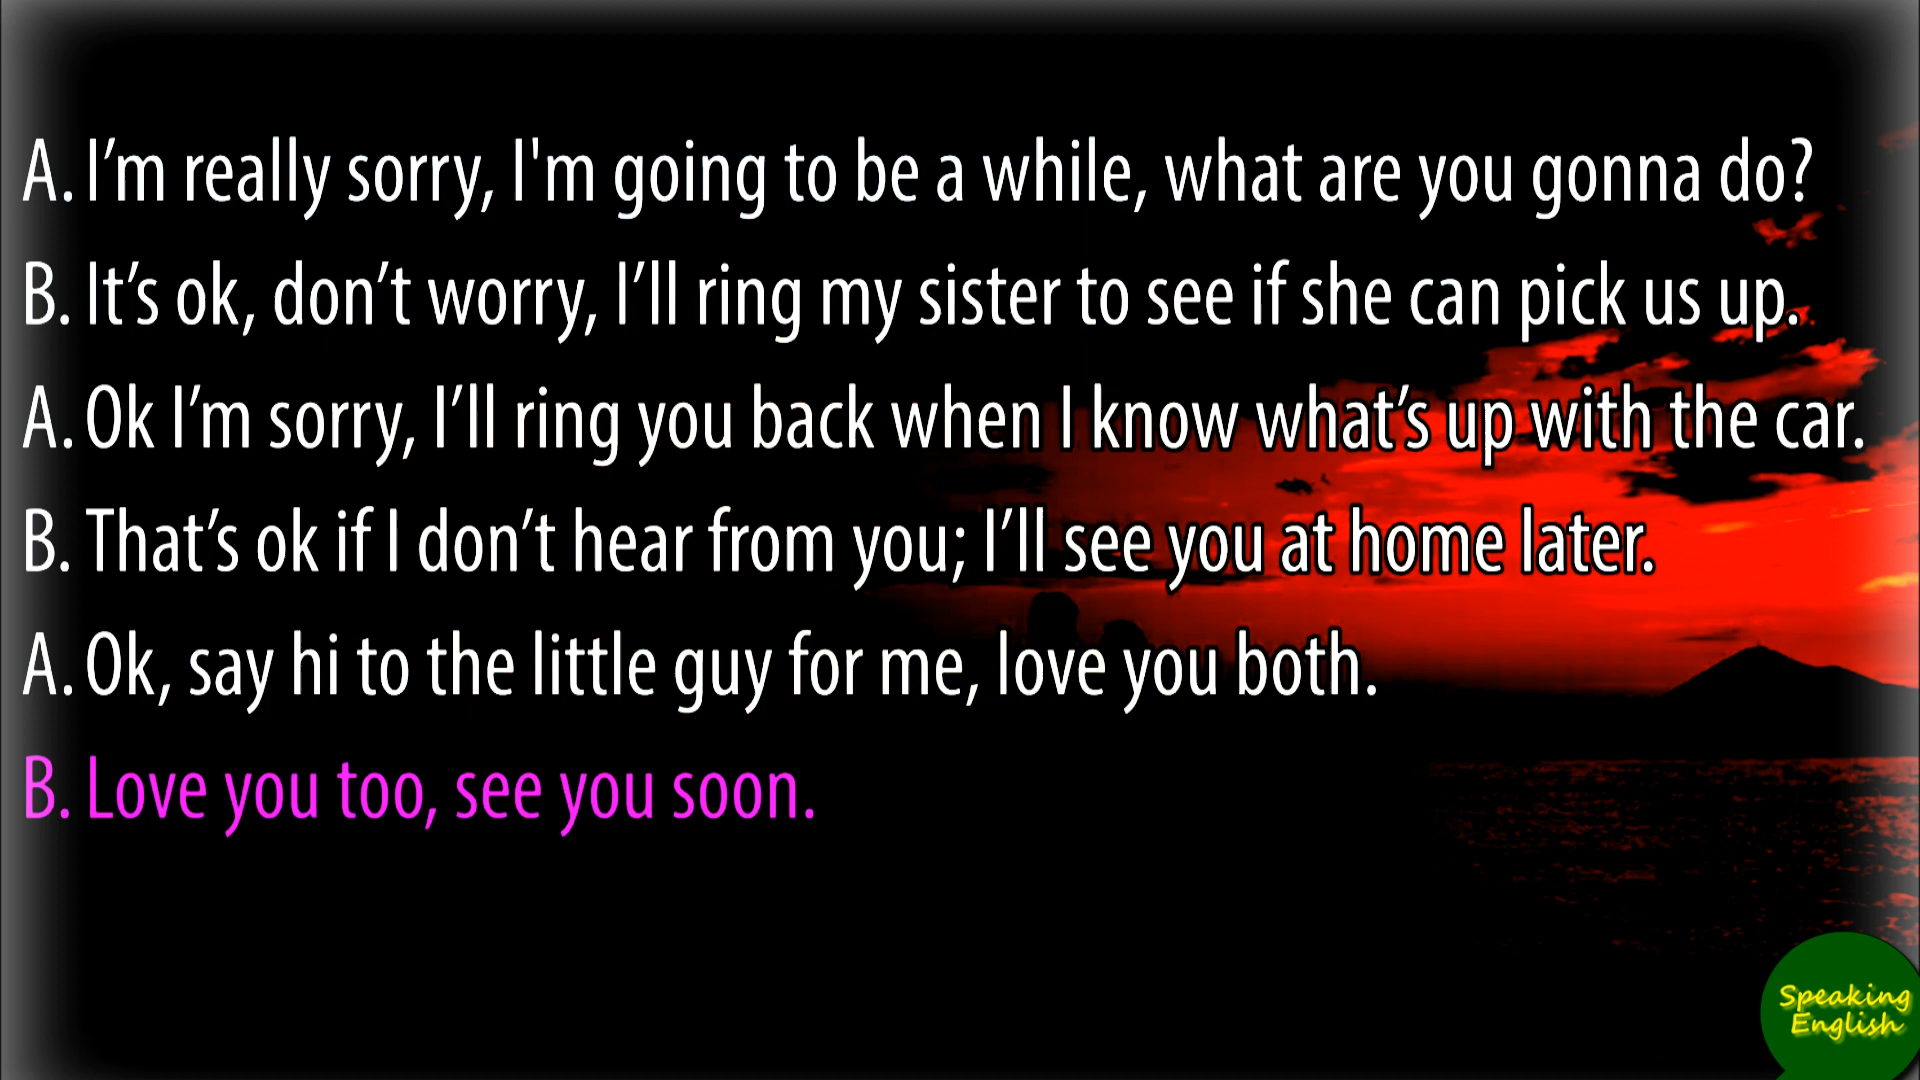 A. I’m really sorry, I'm going to be a while, what are you gonna do?
B. It’s ok, don’t worry, I’ll ring my sister to see if she can pick us up.
A. Ok I’m sorry, I’ll ring you back when I know what’s up with the car.
B. That’s ok if I don’t hear from you; I’ll see you at home later.
A. Ok, say hi to the little guy for me, love you both.
B. Love you too, see you soon.
Speaking
English